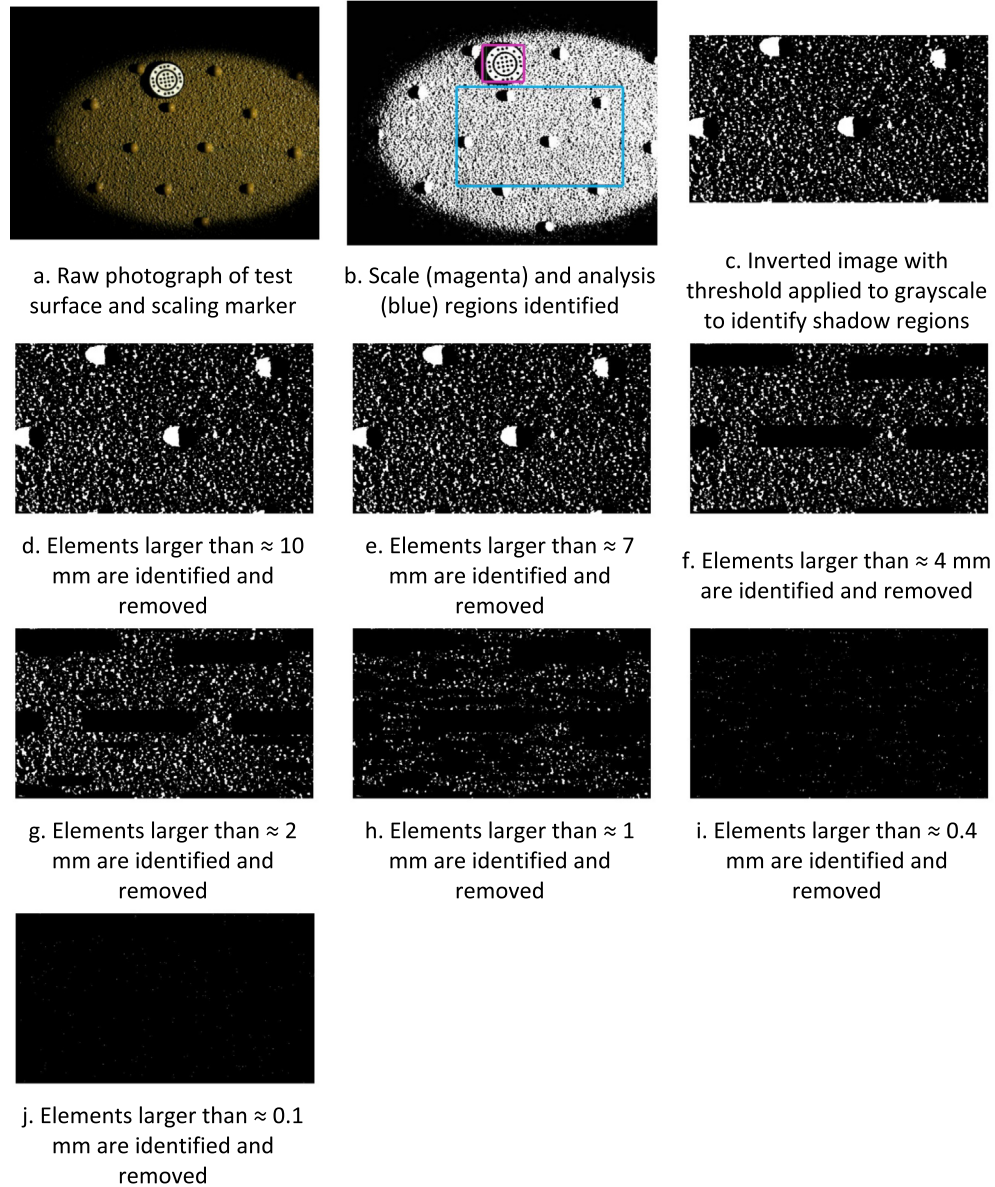 a. Raw photograph of test
surface and scaling marker
b. Scale (magenta) and analysis
(blue) regions identified
c. Inverted image with
threshold applied to grayscale
to identify shadow regions
d. Elements larger than ≈ 10
mm are identified and
removed
e. Elements larger than ≈ 7
mm are identified and
removed
f. Elements larger than ≈ 4 mm
are identified and removed
g. Elements larger than ≈ 2
mm are identified and
removed
h. Elements larger than ≈ 1
mm are identified and
removed
i. Elements larger than ≈ 0.4
mm are identified and
removed
j. Elements larger than ≈ 0.1
mm are identified and
removed